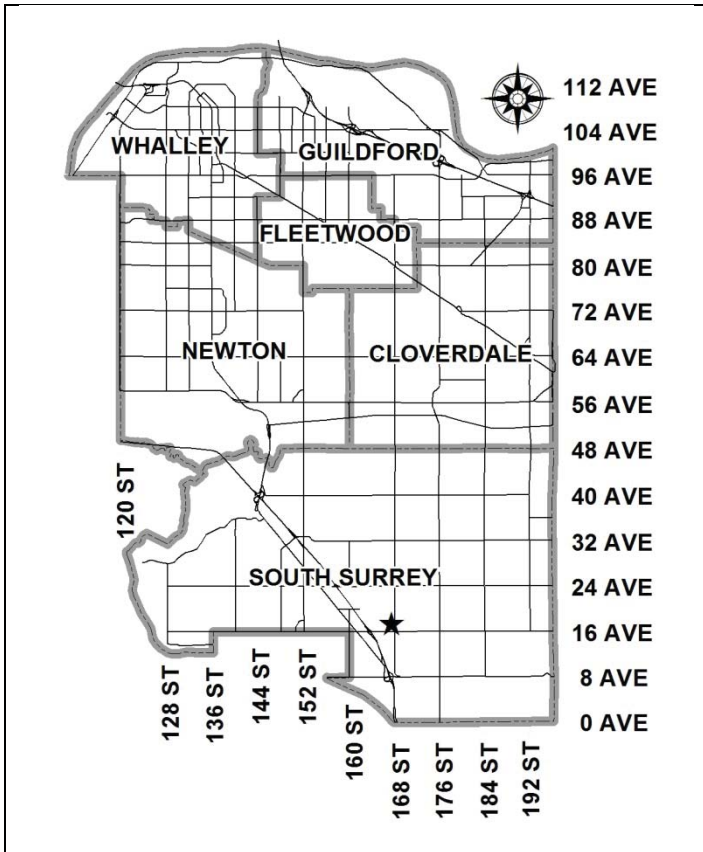 112 AVE
104 AVE
WHALLEY
GUILDFORD
96 AVE
88 AVE
FLEETWOOD
80 AVE
72 AVE
NEWTON
CLOVERDALE
64 AVE
56 AVE
48 AVE
120 ST
40 AVE
32 AVE
SOUTH SURREY
24 AVE
16 AVE
8 AVE
0 AVE
128 ST
136 ST
144 ST
152 ST
160 ST
168 ST
176 ST
184 ST
192 ST